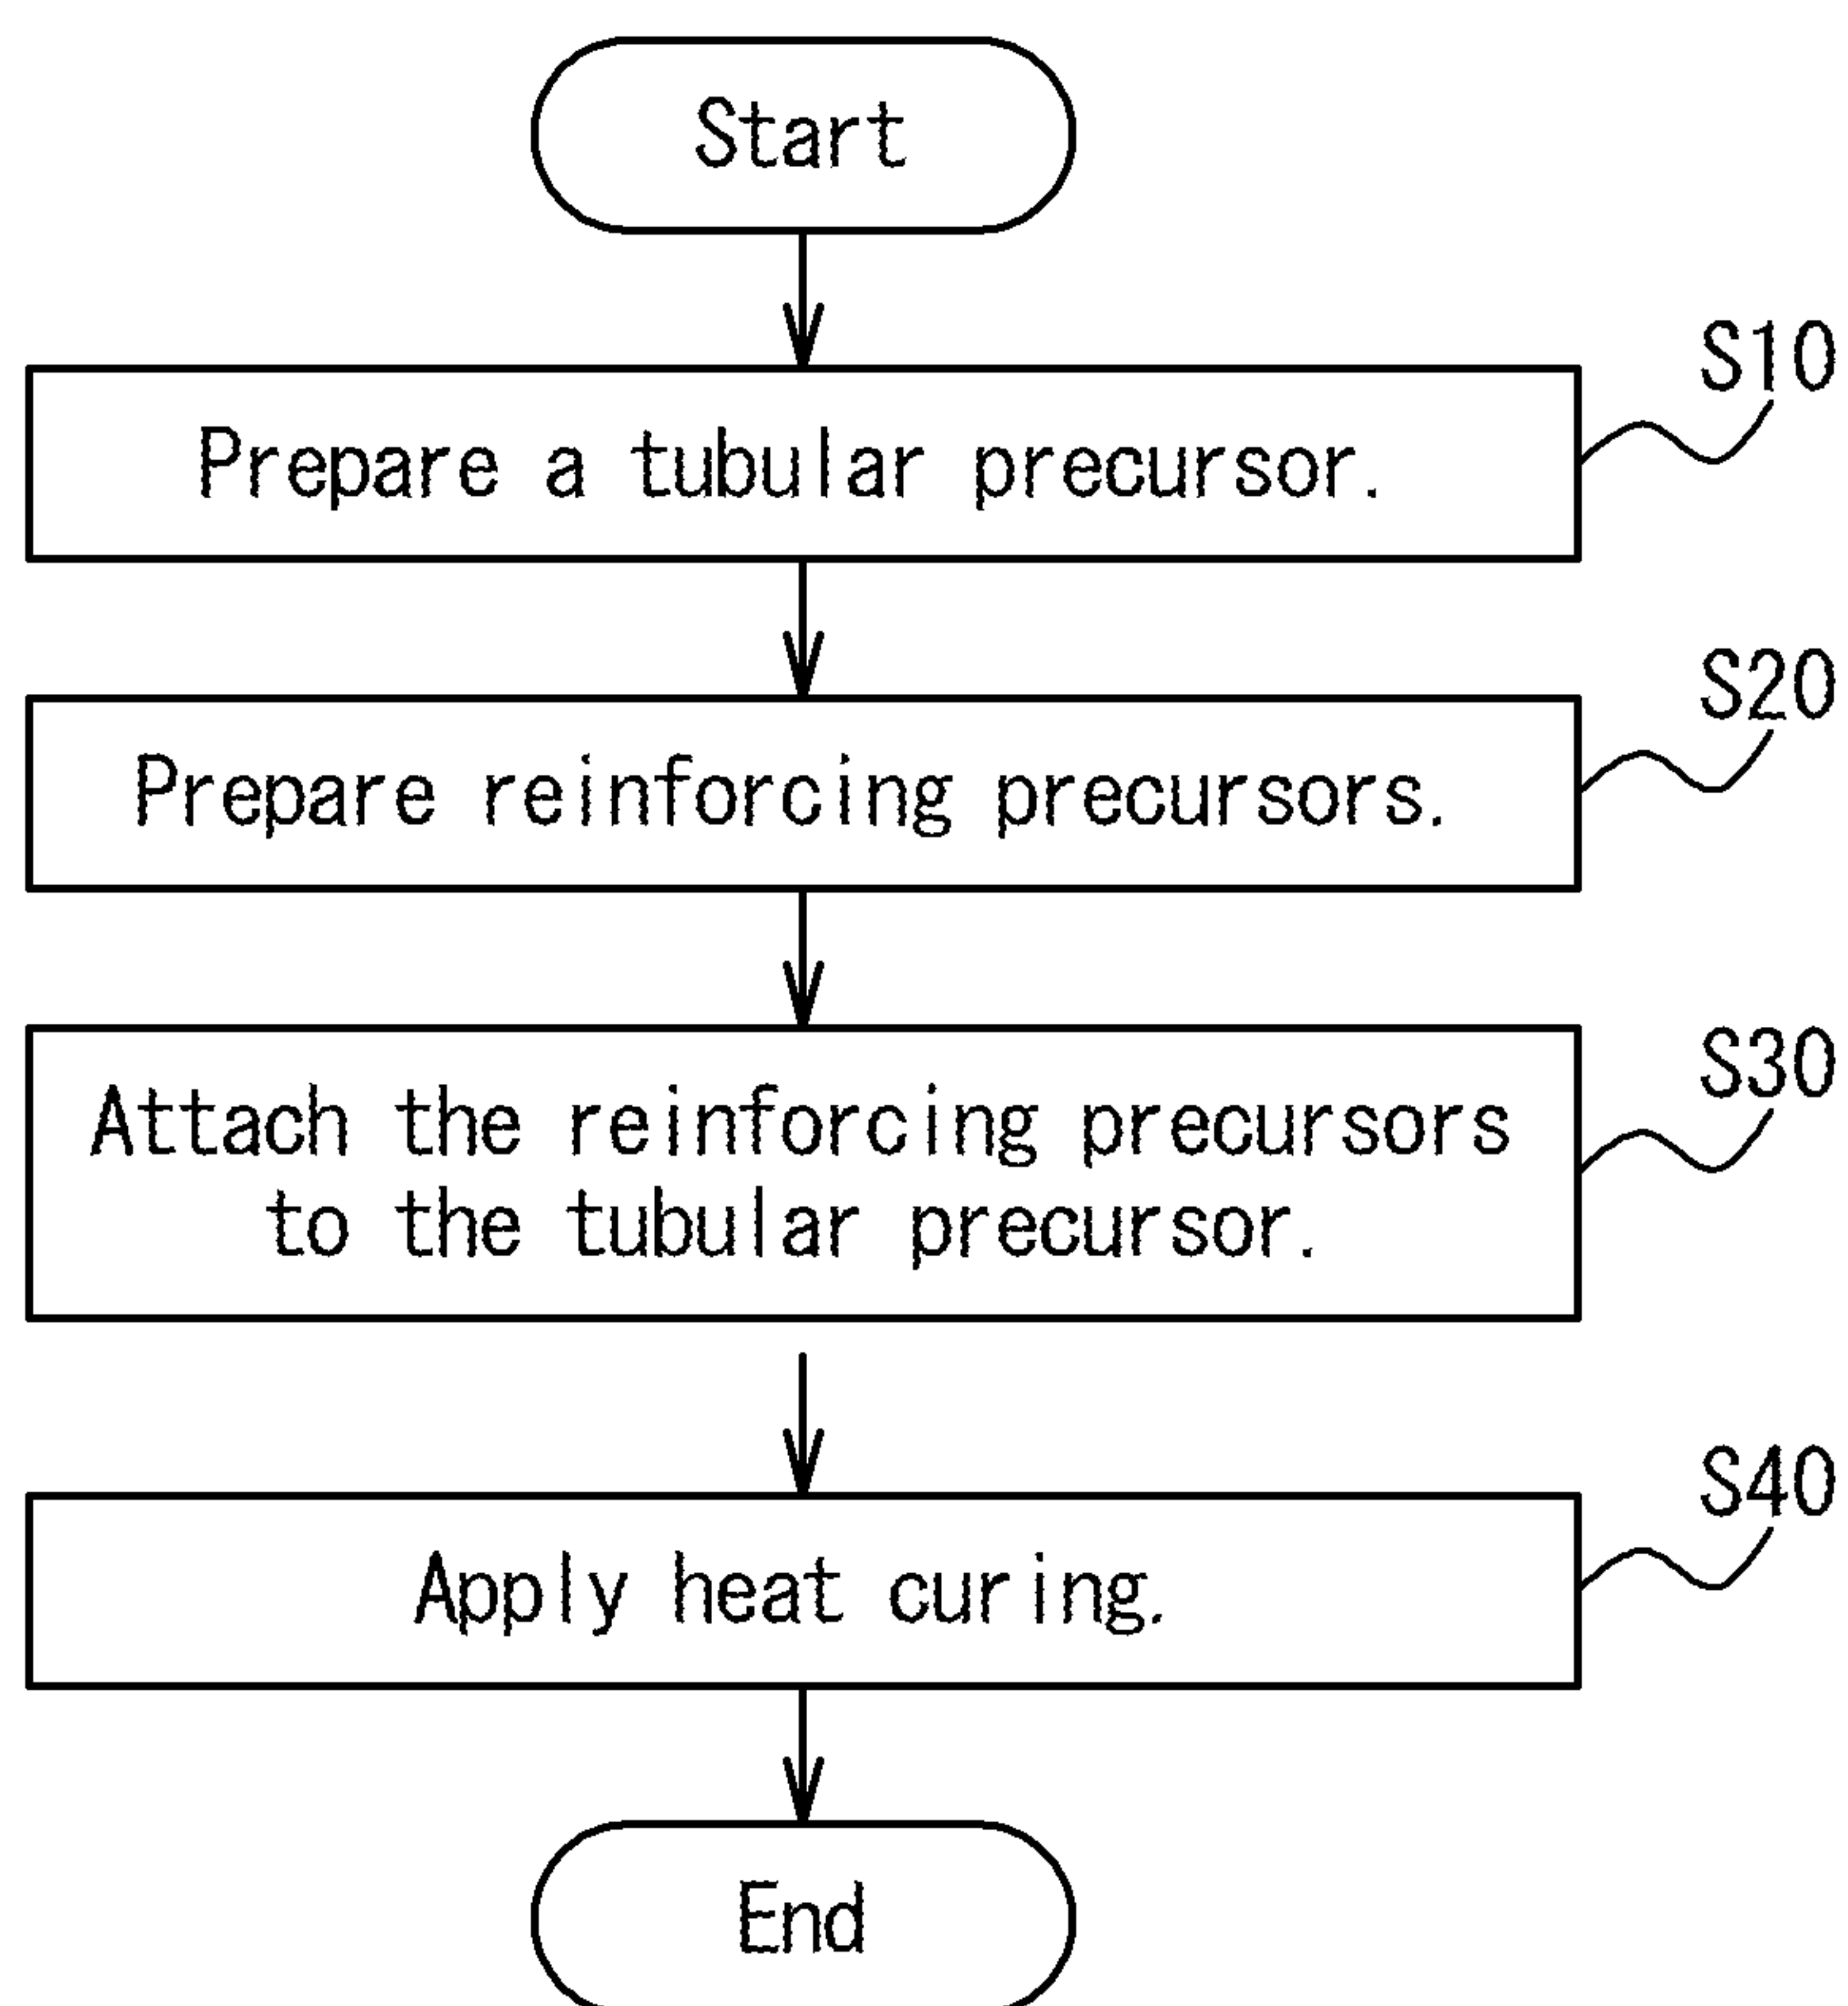 Start
S10
Prepare a tubular precursor.
S20
Prepare reinforcing precursors.
S30
Attach the reinforcing precursors
to the tubular precursor.
S40
Apply heat curing.
End